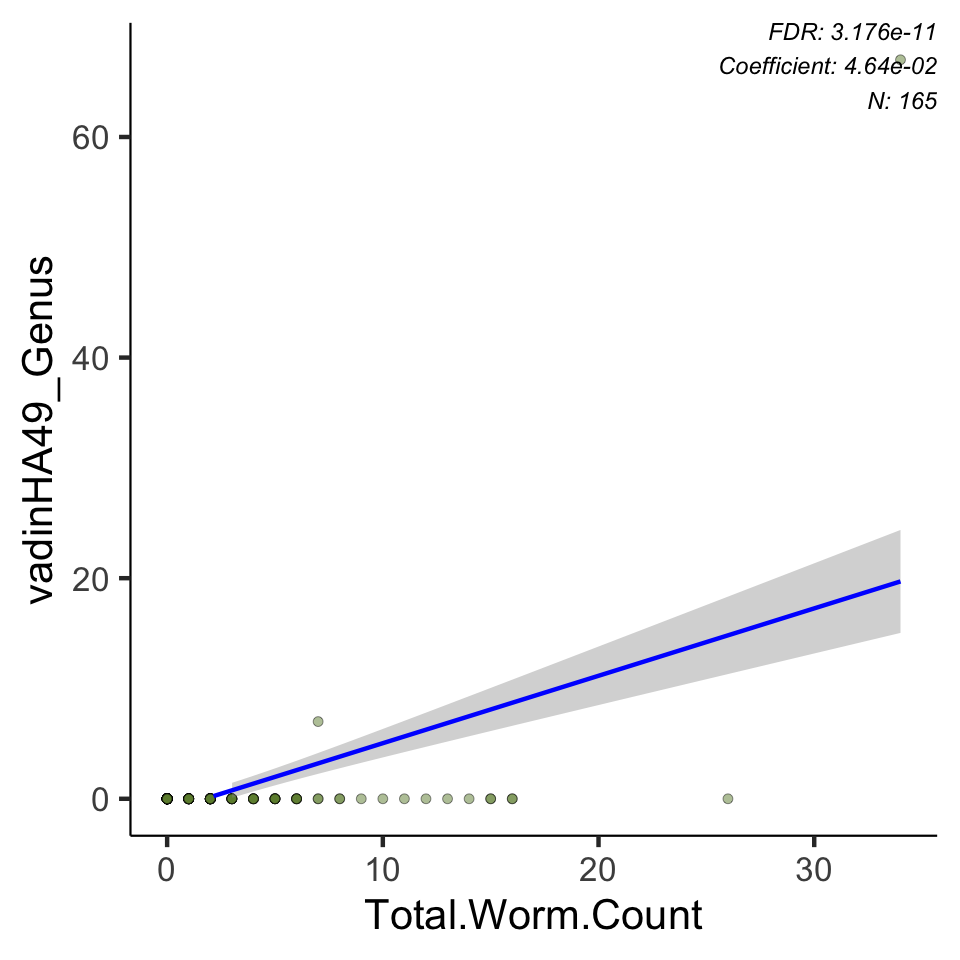 FDR: 3.176e-11
Coefficient: 4.64e-02
N: 165
60
40
20
0
vadinHA49_Genus
0 10 20 30
Total.Worm.Count